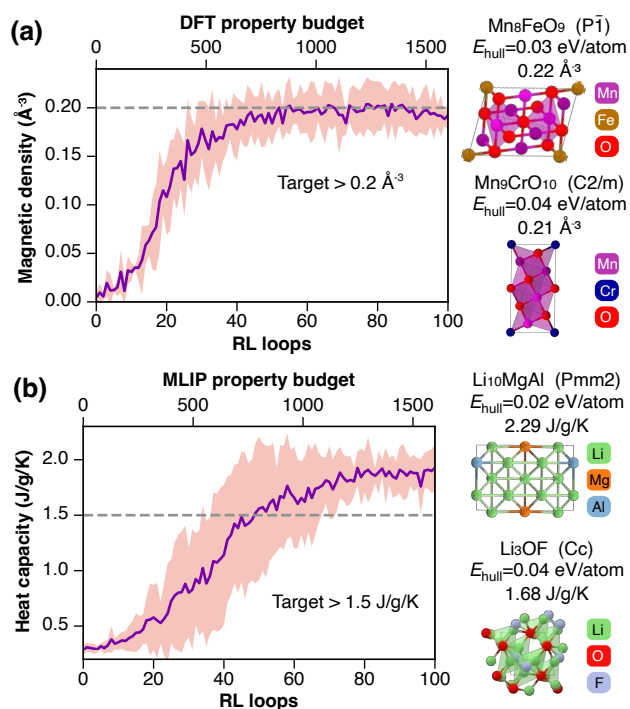 (a)
DFT property budget
0 500 1000 1500
Magnetic density (Å⁻³)
0.20
0.15
0.10
0.05
0.00
Target > 0.2 Å⁻³
0 20 40 60 80 100
RL loops
Mn₈FeO₉ (P1̄)
Eₕᵤₗₗ=0.03 eV/atom
0.22 Å⁻³
Mn
Fe
O
Mn₉CrO₁₀ (C2/m)
Eₕᵤₗₗ=0.04 eV/atom
0.21 Å⁻³
Mn
Cr
O
(b)
MLIP property budget
0 500 1000 1500
Heat capacity (J/g/K)
2.0
1.5
1.0
0.5
Target > 1.5 J/g/K
0 20 40 60 80 100
RL loops
Li₁₀MgAl (Pmm2)
Eₕᵤₗₗ=0.02 eV/atom
2.29 J/g/K
Li
Mg
Al
Li₃OF (Cc)
Eₕᵤₗₗ=0.04 eV/atom
1.68 J/g/K
Li
O
F